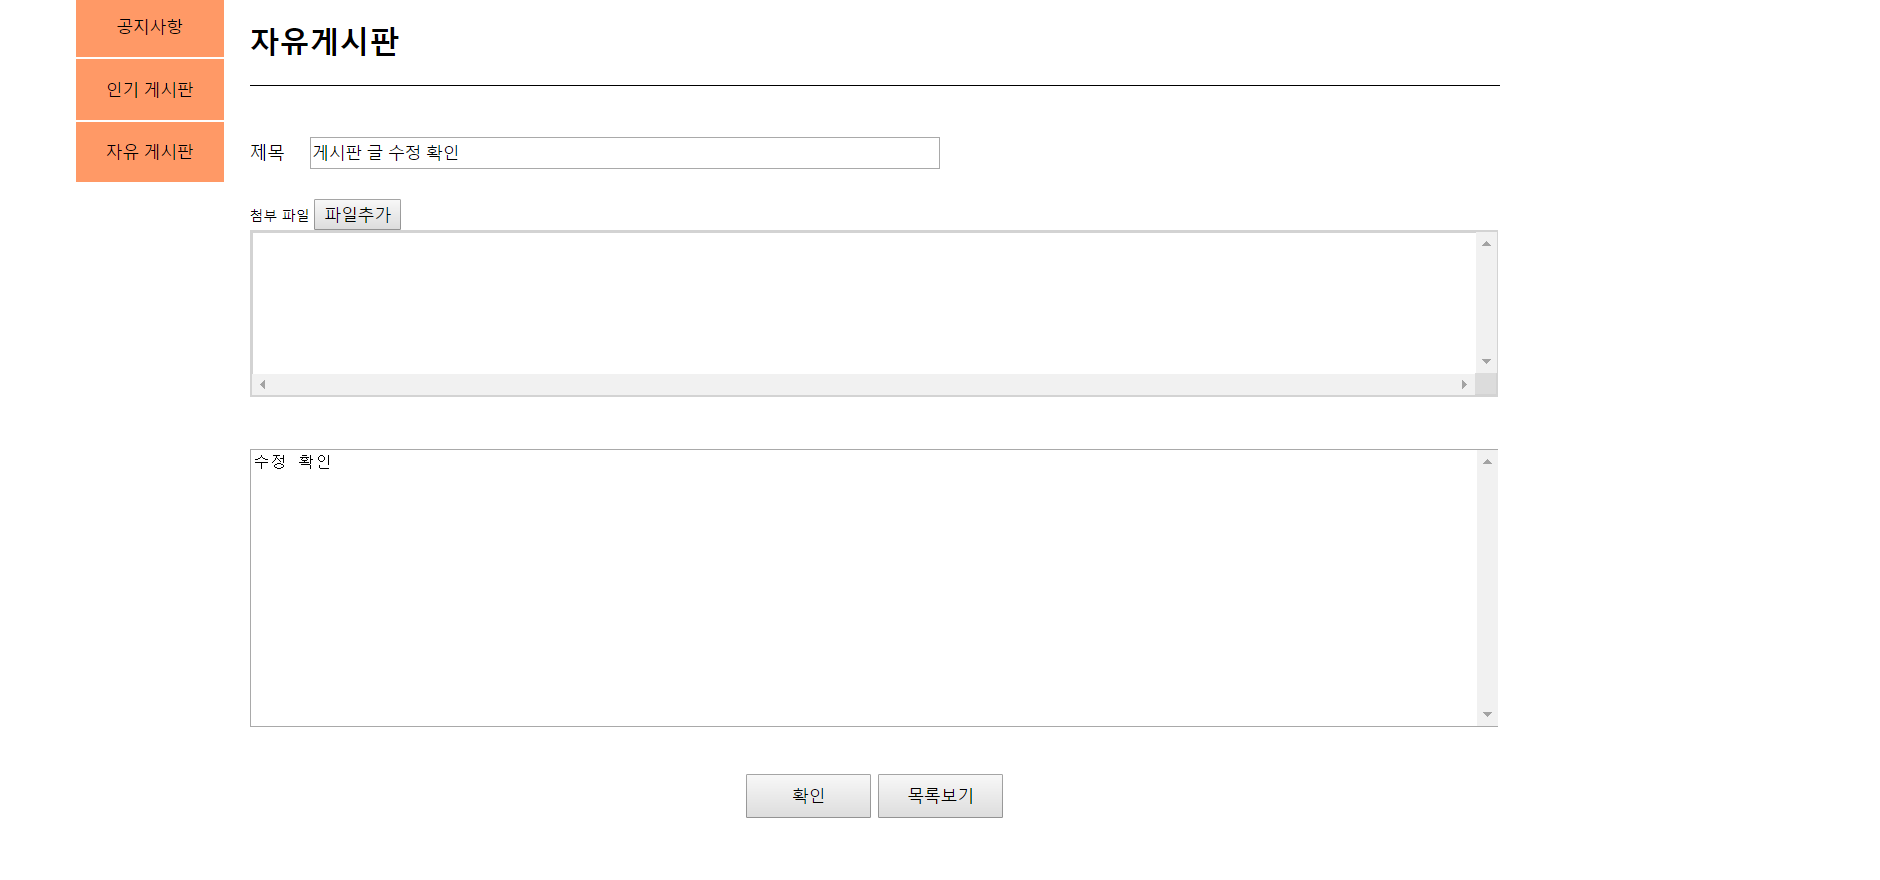 공지사항
인기 게시판
자유 게시판
자유게시판
제목 게시판 글 수정 확인
첨부 파일 파일추가
수정 확인
확인 목록보기